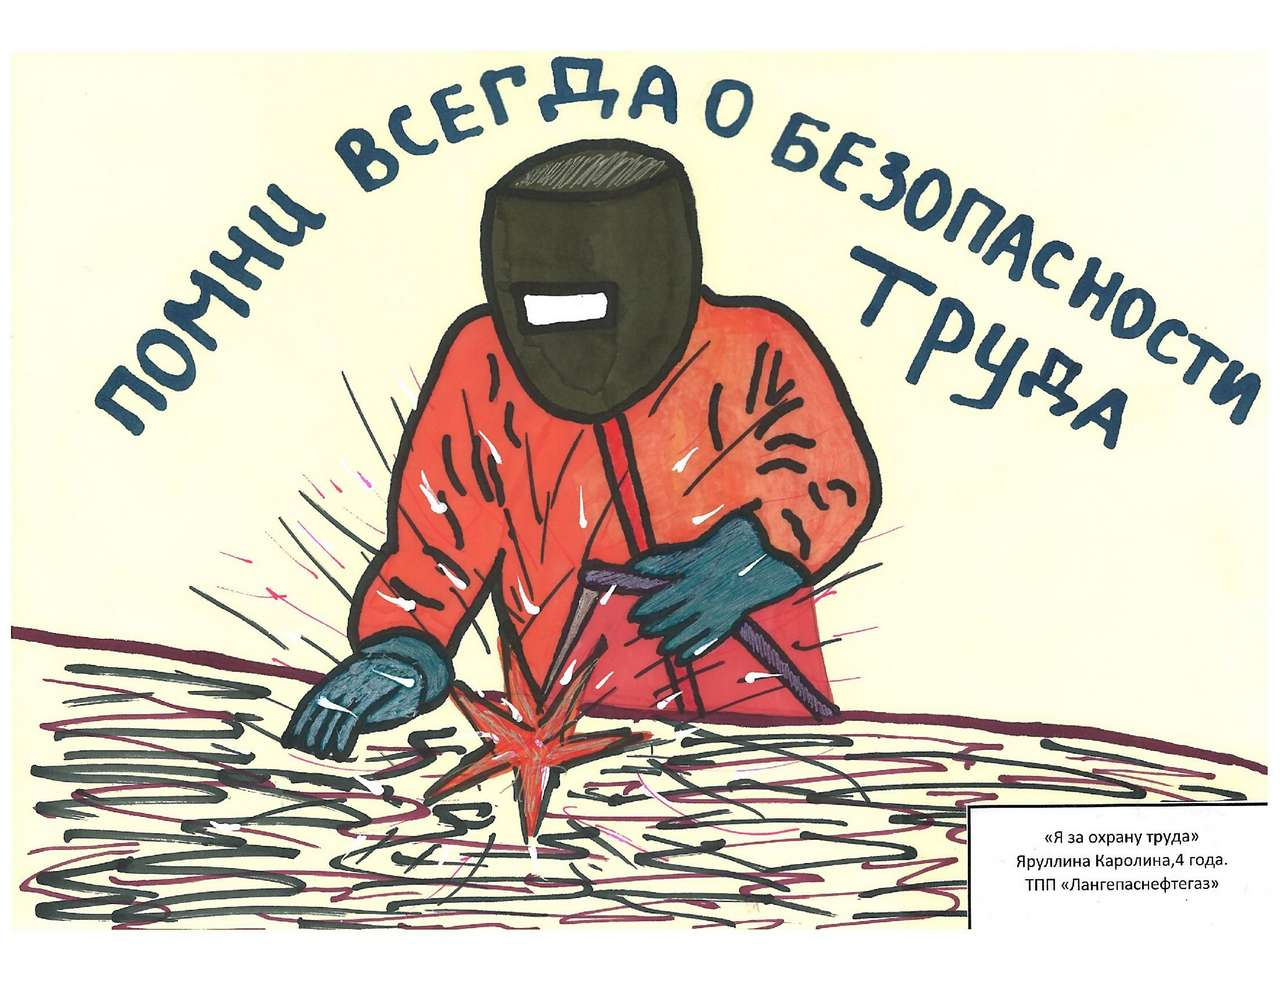 ПОМНИ ВСЕГДА О БЕЗОПАСНОСТИ
ТРУДА
«Я за охрану труда»
Яруллина Каролина,4 года.
ТПП «Лангепаснефтегаз»